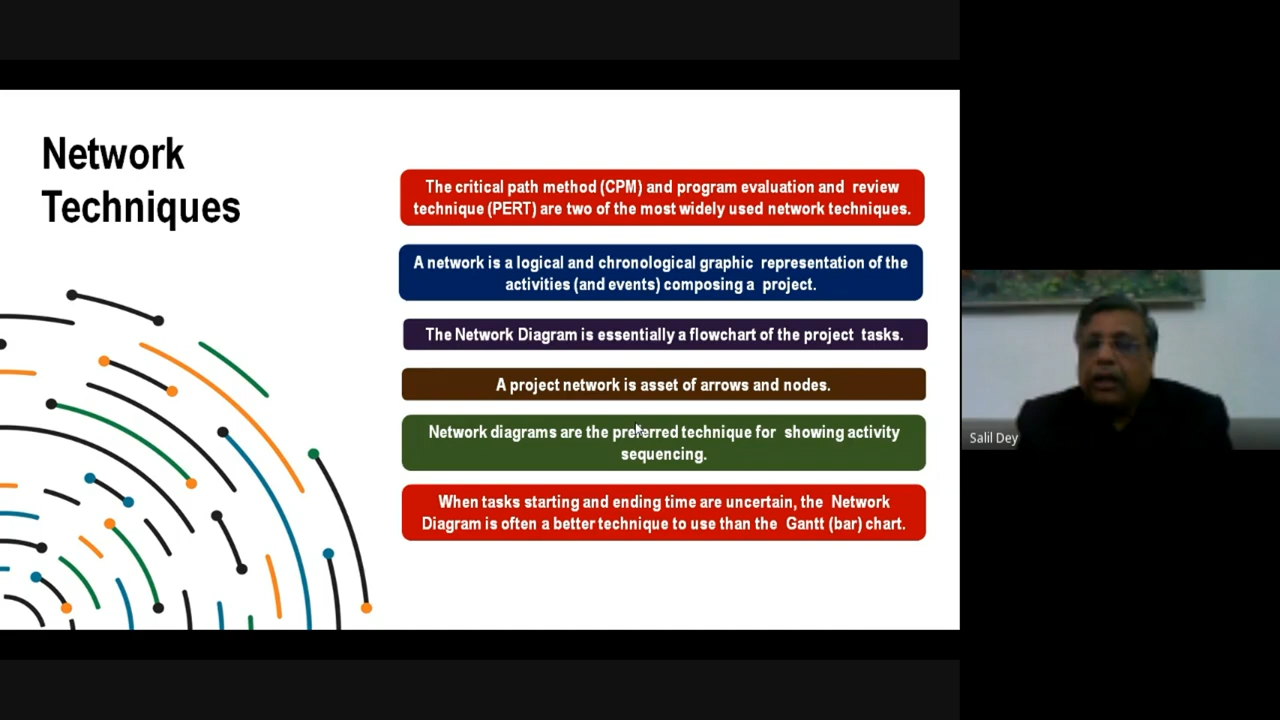 Network
Techniques
The critical path method (CPM) and program evaluation and review
technique (PERT) are two of the most widely used network techniques.
A network is a logical and chronological graphic representation of the
activities (and events) composing a project.
The Network Diagram is essentially a flowchart of the project tasks.
A project network is asset of arrows and nodes.
Network diagrams are the preferred technique for showing activity
sequencing.
When tasks starting and ending time are uncertain, the Network
Diagram is often a better technique to use than the Gantt (bar) chart.
Salil Dey